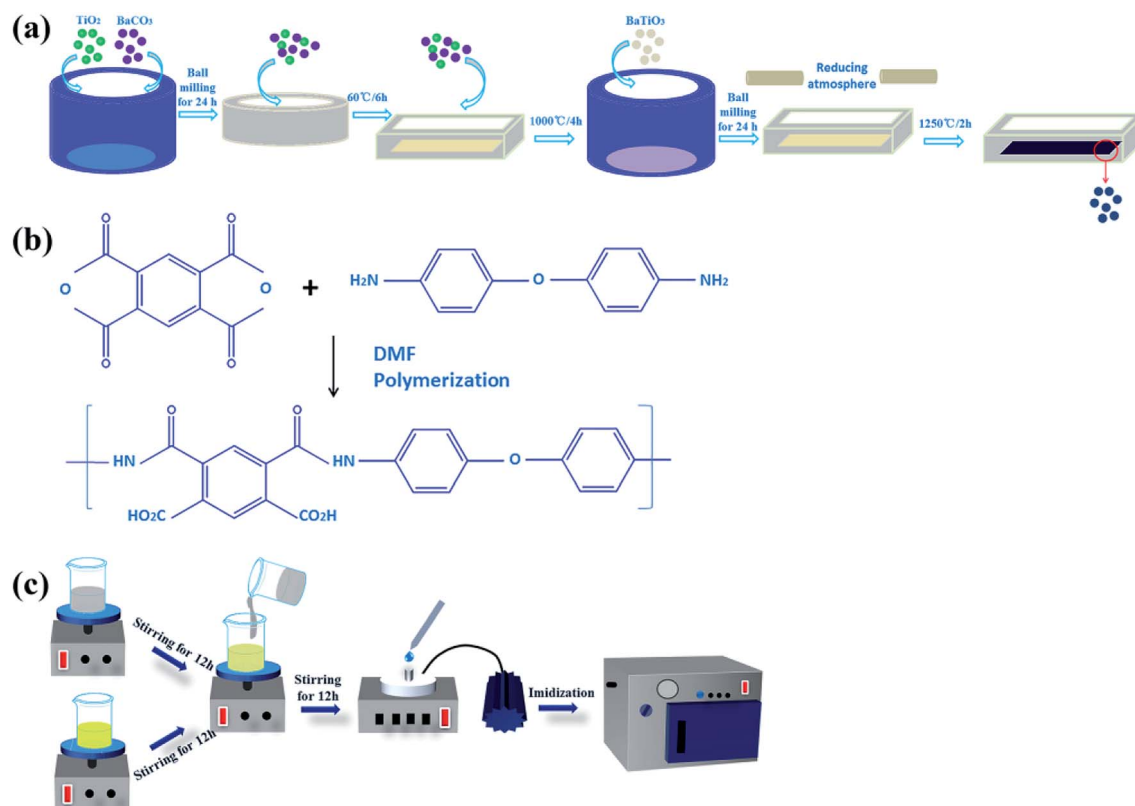 (a)
TiO2 BaCO3
Ball
milling
for 24 h
60℃/6h
1000℃/4h
BaTiO3
Ball
milling
for 24 h
Reducing
atmosphere
1250℃/2h
(b)
O O
O O
O O
+
H2N O NH2
DMF
Polymerization
O O
HN HN O
HO2C CO2H
(c)
Stirring for 12h
Stirring for 12h
Stirring
for 12h
Imidization